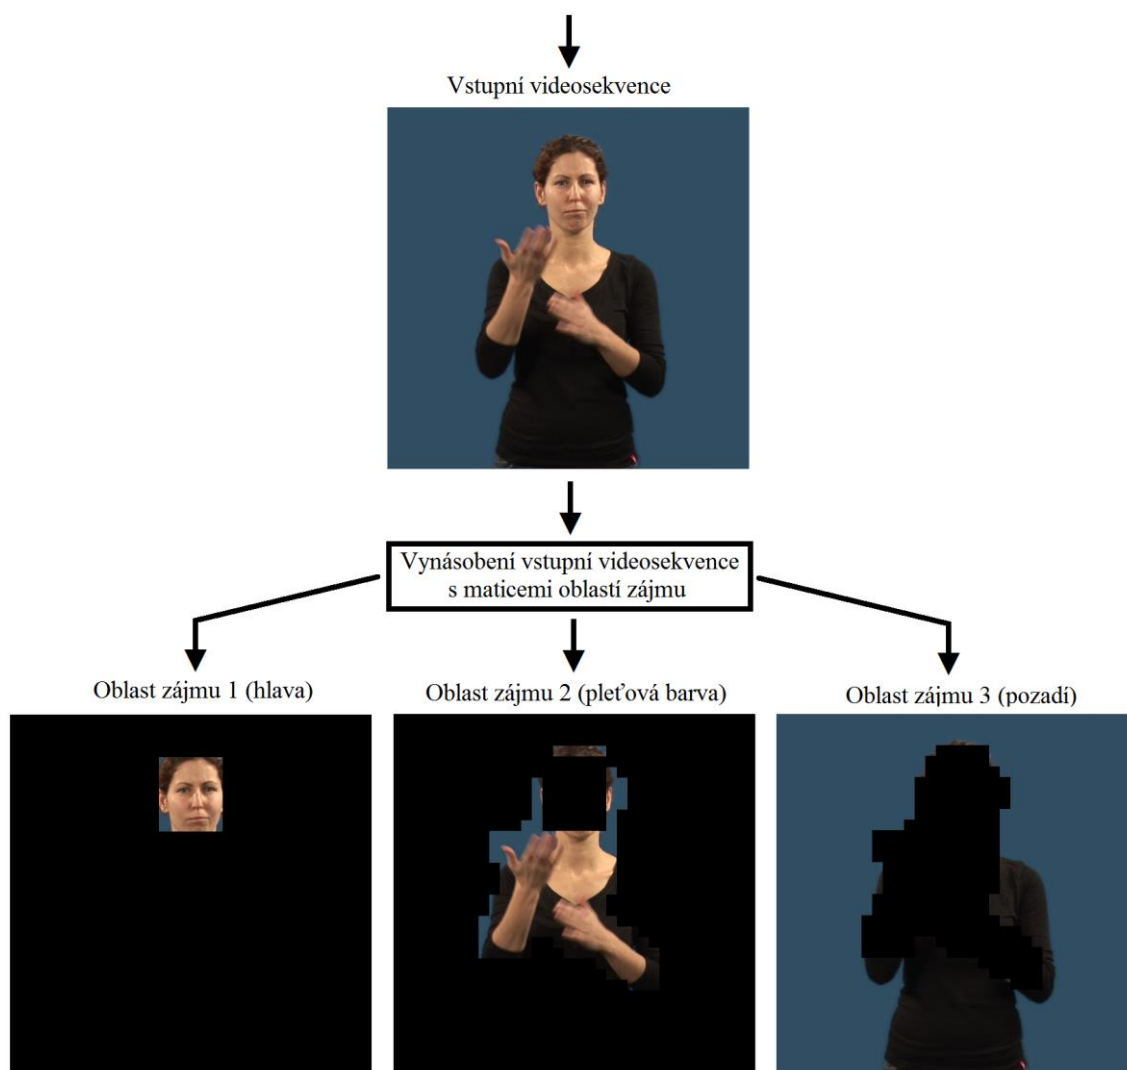 Vstupní videosekvence
Vynásobení vstupní videosekvence
s maticemi oblastí zájmu
Oblast zájmu 1 (hlava)
Oblast zájmu 2 (pleťová barva)
Oblast zájmu 3 (pozadí)